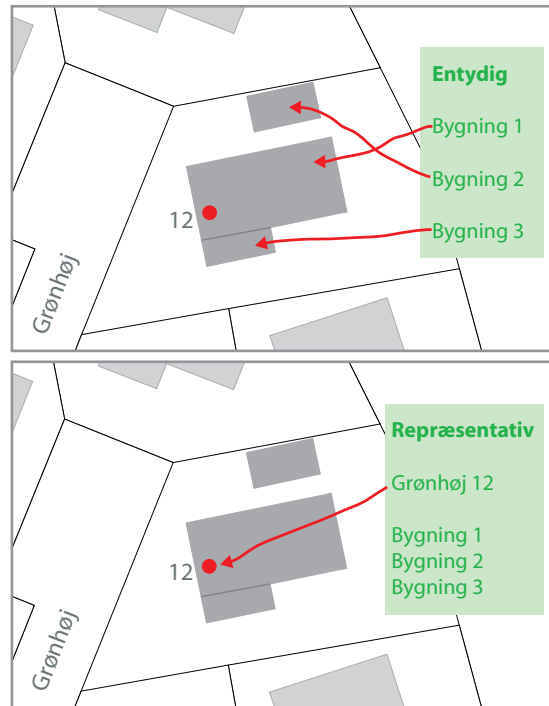 Entydig
Bygning 1
Bygning 2
Bygning 3
12
Grønhøj
Repræsentativ
Grønhøj 12
Bygning 1
Bygning 2
Bygning 3
12
Grønhøj